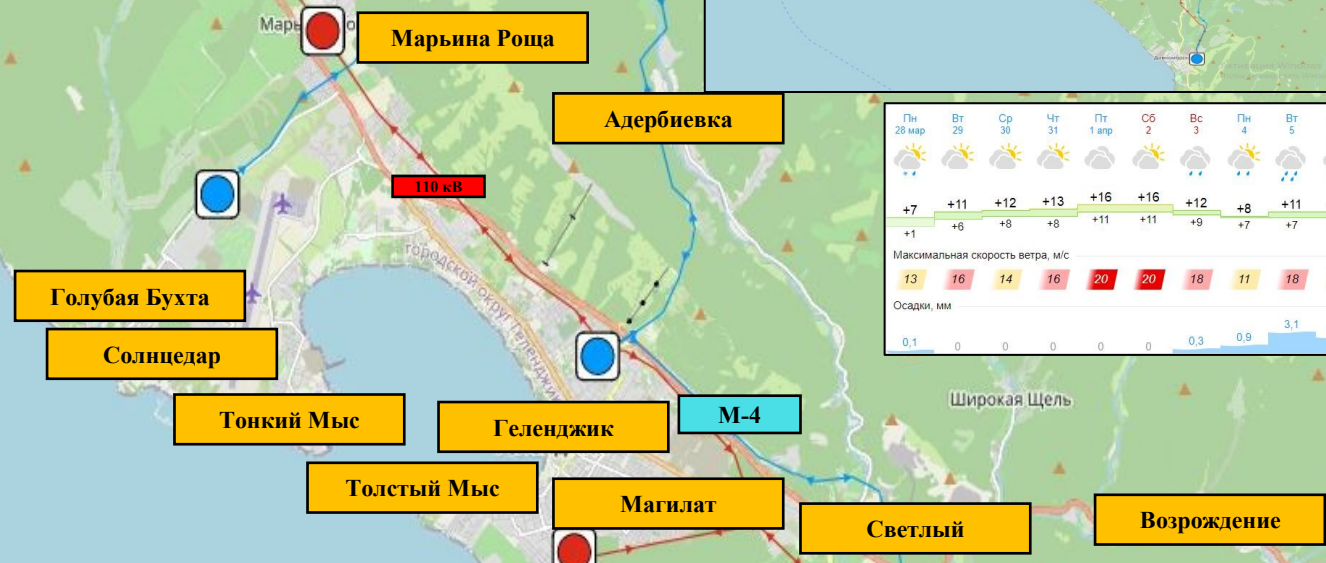 Марьина Роща
Адербиевка
110 кВ
городской округ Геленджик
Голубая Бухта
Солнцедар
Тонкий Мыс
Геленджик
М-4
Толстый Мыс
Магилат
Светлый
Возрождение
Широкая Щель
Пн Вт Ср Чт Пт Сб Вс Пн Вт
28 мар 29 30 31 1 апр 2 3 4 5
+7 +11 +12 +13 +16 +16 +12 +8 +11
+1 +6 +8 +8 +11 +11 +9 +7 +7
Максимальная скорость ветра, м/с
13 16 14 16 20 20 18 11 18
Осадки, мм
0,1 0 0 0 0 0 0,3 0,9 3,1